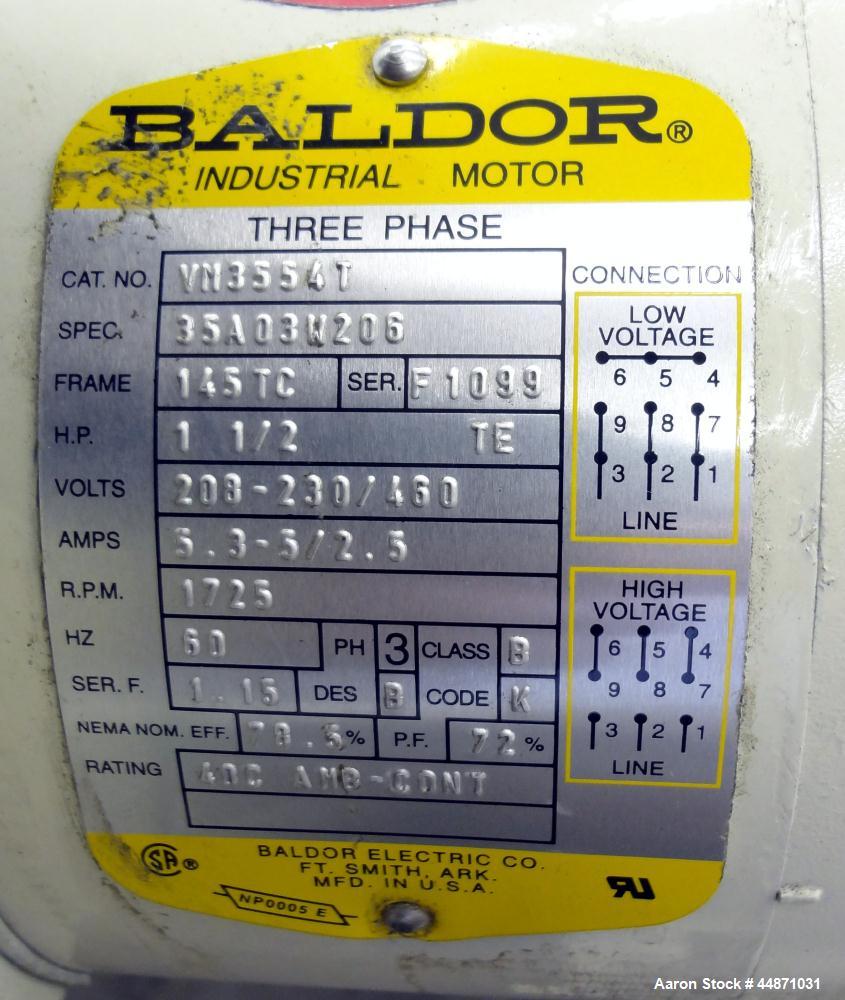 BALDOR®
INDUSTRIAL MOTOR
THREE PHASE
CAT. NO. VM3554T
SPEC. 35A03W206
FRAME 145TC SER. F1099
H.P. 1 1/2 TE
VOLTS 208-230/460
AMPS 5.3-5/2.5
R.P.M. 1725
HZ 60 PH 3 CLASS B
SER. F. 1.15 DES B CODE K
NEMA NOM. EFF. 78.5% P.F. 72%
RATING 40C AMB-CONT
CONNECTION
LOW
VOLTAGE
6 5 4
9 8 7
3 2 1
LINE
HIGH
VOLTAGE
6 5 4
9 8 7
3 2 1
LINE
SA®
BALDOR ELECTRIC CO.
FT. SMITH, ARK.
MFD. IN U.S.A.
NP0005 E
RU
Aaron Stock # 44871031